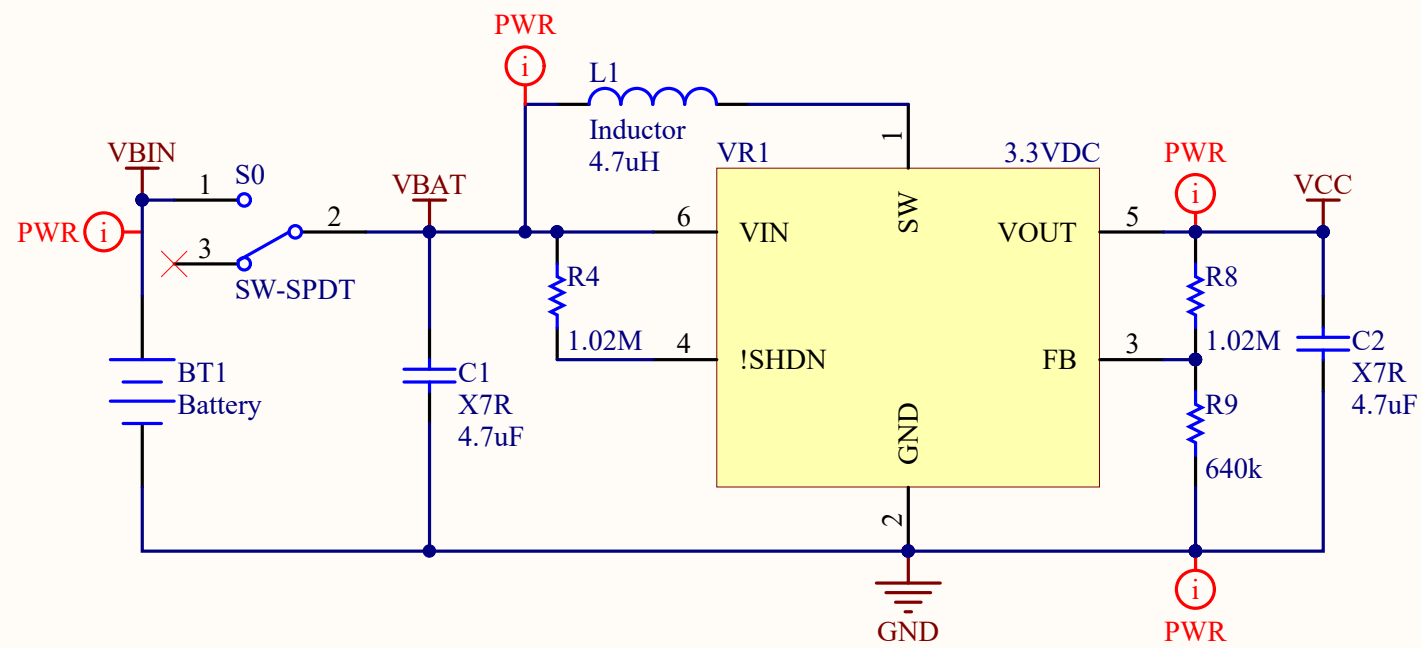 PWR
i
L1
Inductor
4.7uH
1
VBIN
1
S0
PWR
i
3
2
SW-SPDT
VBAT
BT1
Battery
C1
X7R
4.7uF
R4
1.02M
VR1
3.3VDC
6
VIN
SW
VOUT
5
4
!SHDN
FB
3
GND
2
PWR
i
VCC
R8
1.02M
R9
640k
C2
X7R
4.7uF
GND
i
PWR